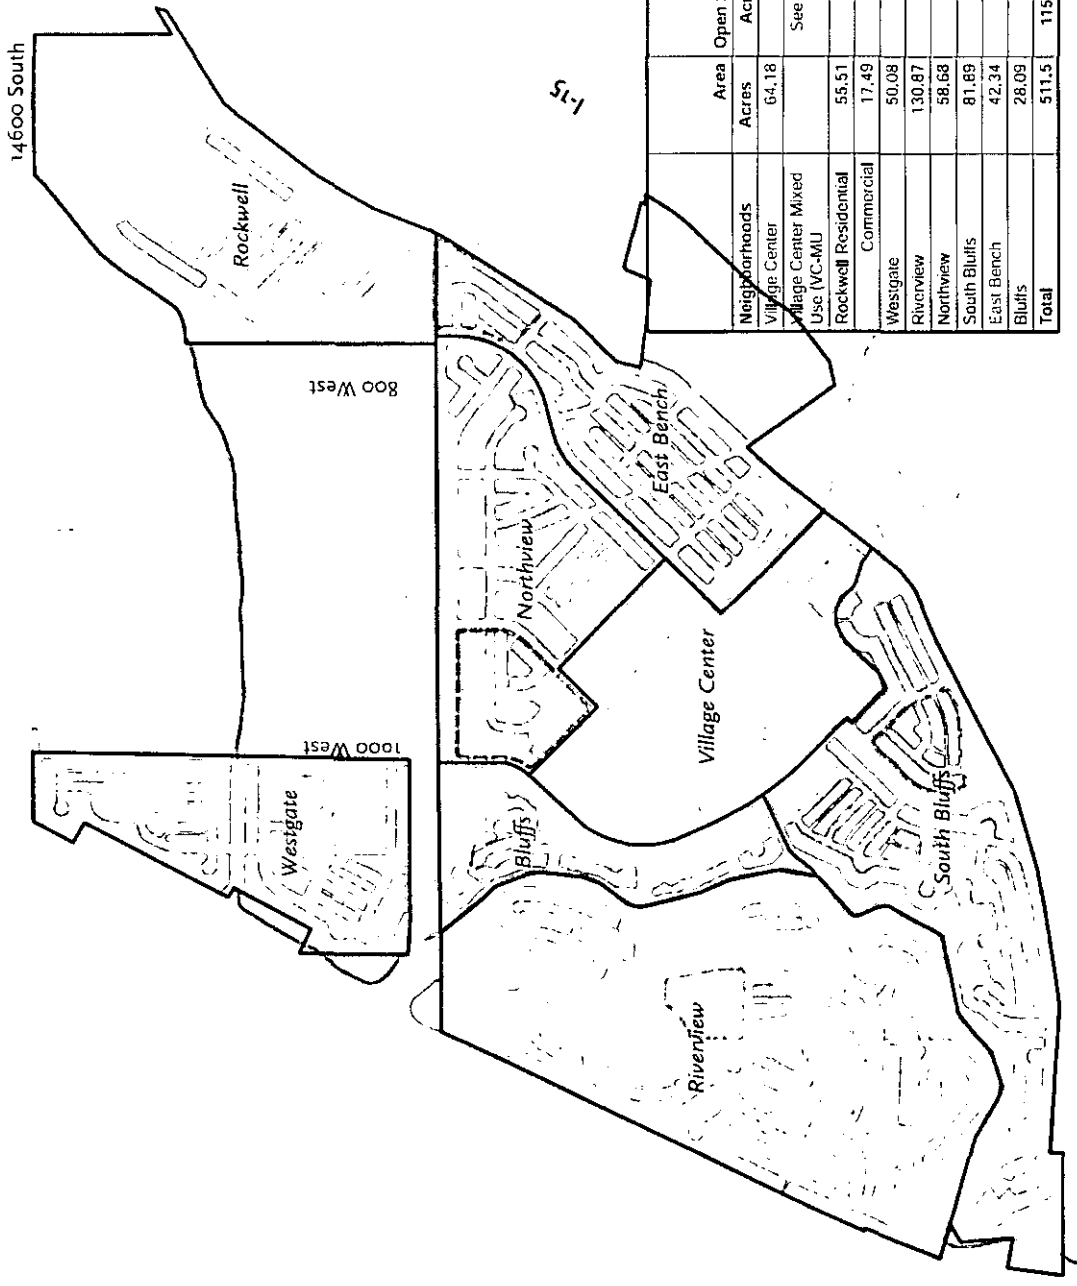 14600 South
I-15
Rockwell
800 West
East Bench
Northview
Village Center
1000 West
Westgate
Bluffs
South Bluffs
Riverview
Area Open
Neighborhoods Acres
Village Center 64.18
Village Center Mixed See
Use (VC-MU
Rockwell Residential 55.51
Commercial 17.49
Westgate 50.08
Riverview 130.87
Northview 58.68
South Bluffs 81.89
East Bench 42.34
Bluffs 28.09
Total 511.5 115